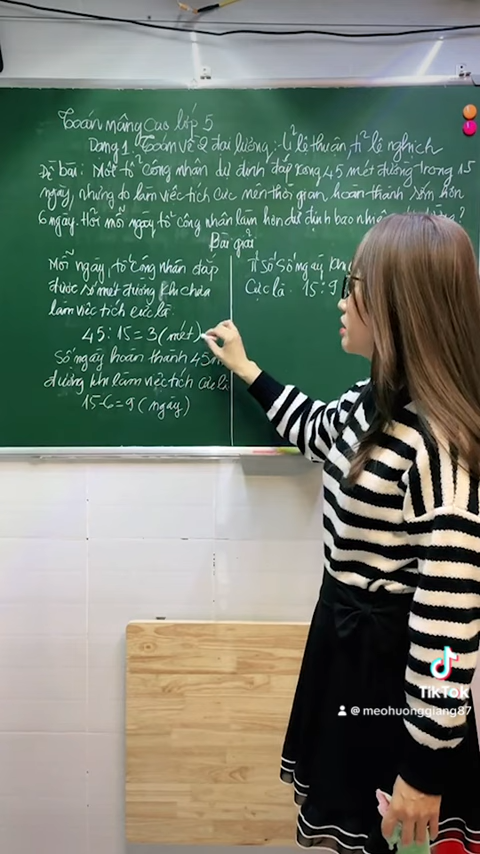 Toán nâng cao lớp 5
Dạng 1 Toán về 2 đại lượng: tỉ lệ thuận, tỉ lệ nghịch
Đề bài: Một tổ công nhân dự định đắp xong 45 mét đường trong 15
ngày, nhưng do làm việc tích cực nên thời gian hoàn thành sớm hơn
6 ngày. Hỏi mỗi ngày tổ công nhân làm hơn dự định bao nhiêu
Bài giải
Mỗi ngày, tổ công nhân đắp
được số mét đường khi chưa
làm việc tích cực là
45 : 15 = 3 (mét)
Số ngày hoàn thành 45m
đường khi làm việc tích cực là
15-6=9 (ngày)
Tỉ số số ngày
cực là 15:9
TikTok
@ meohuonggiang87